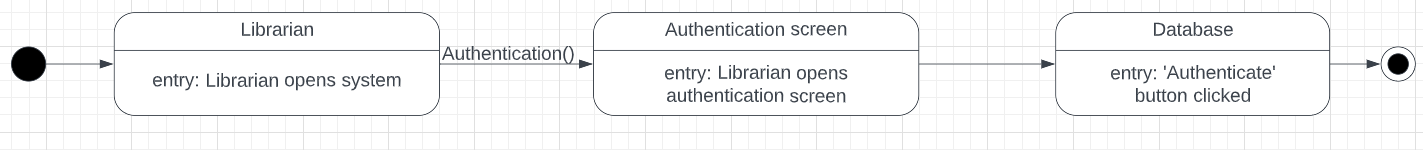 Librarian
entry: Librarian opens system
Authentication()
Authentication screen
entry: Librarian opens
authentication screen
Database
entry: 'Authenticate'
button clicked